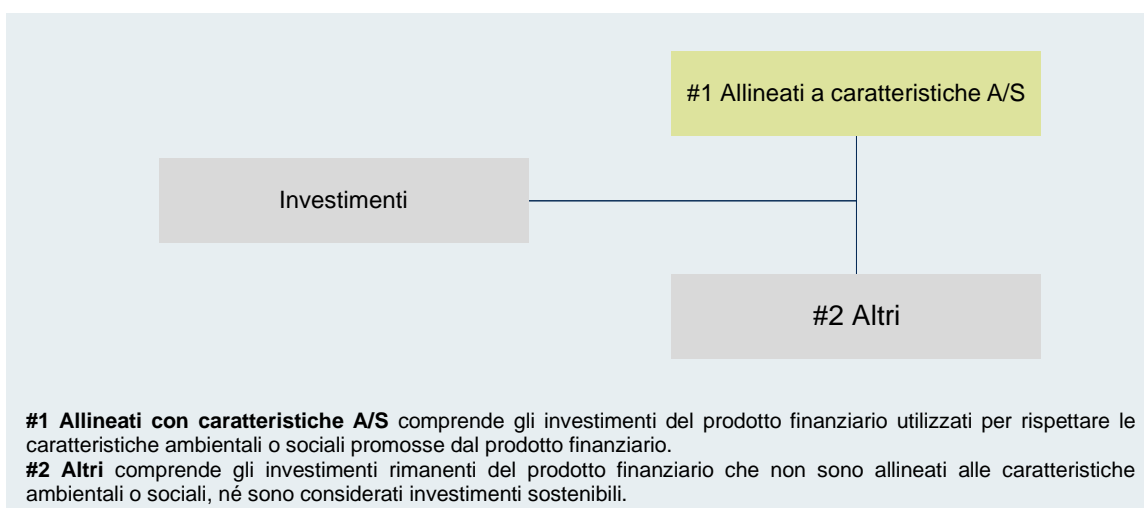 #1 Allineati a caratteristiche A/S
Investimenti
#2 Altri
#1 Allineati con caratteristiche A/S comprende gli investimenti del prodotto finanziario utilizzati per rispettare le
caratteristiche ambientali o sociali promosse dal prodotto finanziario.
#2 Altri comprende gli investimenti rimanenti del prodotto finanziario che non sono allineati alle caratteristiche
ambientali o sociali, né sono considerati investimenti sostenibili.